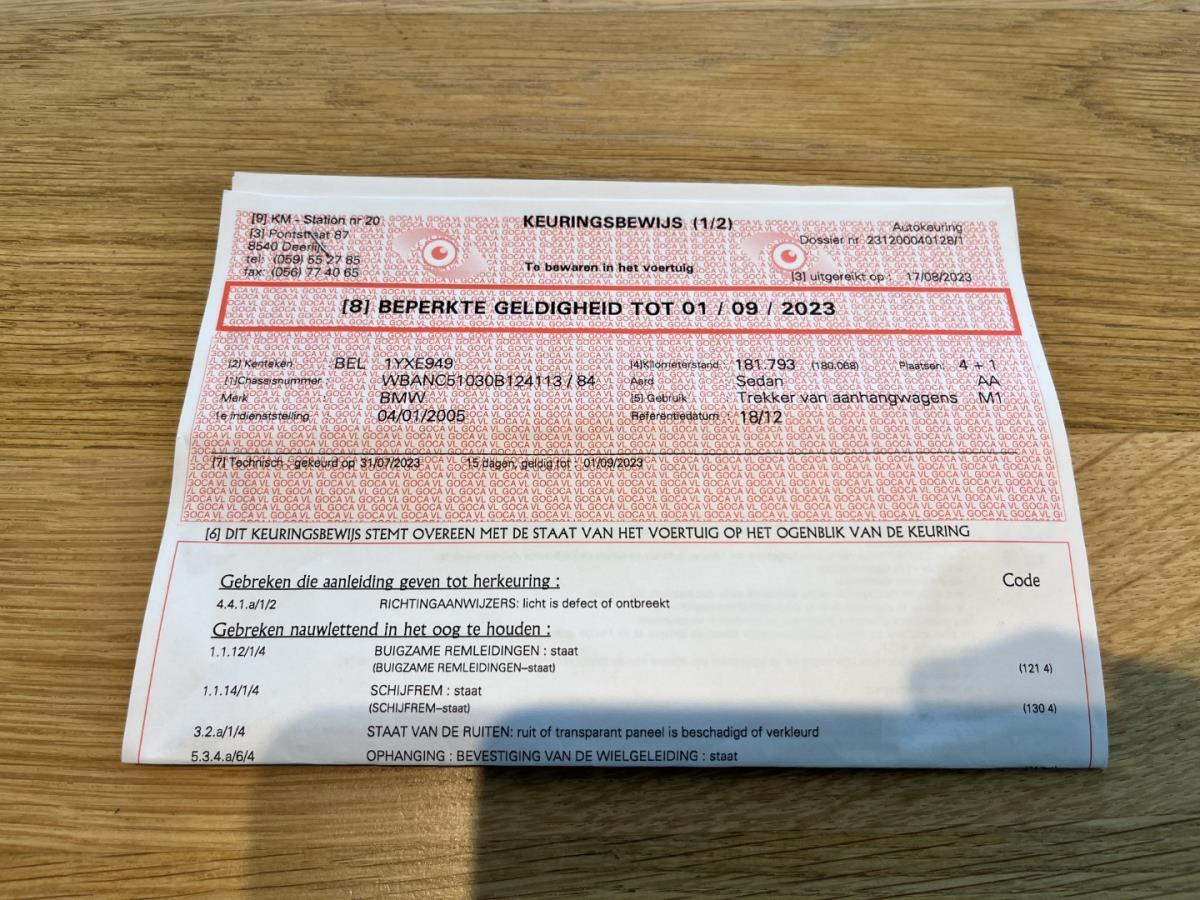 [9] KM - Station nr 20
[3] Pontstraat 87
8540 Deerlijk
tel: (059) 55 27 85
fax: (056) 77 40 65
KEURINGSBEWIJS (1/2)
Te bewaren in het voertuig
Autokeuring
Dossier nr 231200040128/1
[3] uitgereikt op : 17/08/2023
[8] BEPERKTE GELDIGHEID TOT 01 / 09 / 2023
[2] Kenteken : BEL 1YXE949 [4]Kilometerstand : 181.793 (180.068) Plaatsen: 4 + 1
[1]Chassisnummer : WBANC51030B124113 / 84 Aard : Sedan AA
Merk : BMW [5] Gebruik : Trekker van aanhangwagens M1
1e indienststelling : 04/01/2005 Referentiedatum : 18/12
[7] Technisch : gekeurd op 31/07/2023 15 dagen, geldig tot : 01/09/2023
[6] DIT KEURINGSBEWIJS STEMT OVEREEN MET DE STAAT VAN HET VOERTUIG OP HET OGENBLIK VAN DE KEURING
Gebreken die aanleiding geven tot herkeuring : Code
4.4.1.a/1/2 RICHTINGAANWIJZERS: licht is defect of ontbreekt
Gebreken nauwlettend in het oog te houden :
1.1.12/1/4 BUIGZAME REMLEIDINGEN : staat
(BUIGZAME REMLEIDINGEN-staat) (121 4)
1.1.14/1/4 SCHIJFREM : staat
(SCHIJFREM-staat) (130 4)
3.2.a/1/4 STAAT VAN DE RUITEN: ruit of transparant paneel is beschadigd of verkleurd
5.3.4.a/6/4 OPHANGING : BEVESTIGING VAN DE WIELGELEIDING : staat